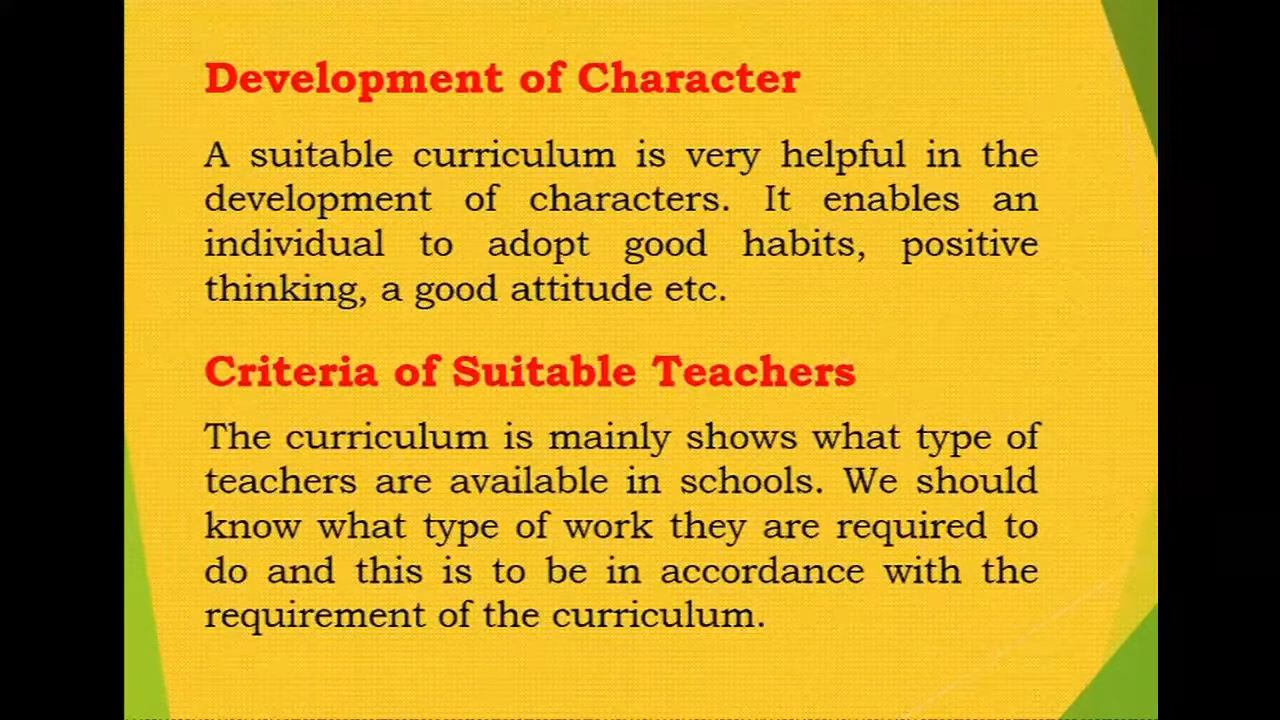 Development of Character
A suitable curriculum is very helpful in the
development of characters. It enables an
individual to adopt good habits, positive
thinking, a good attitude etc.
Criteria of Suitable Teachers
The curriculum is mainly shows what type of
teachers are available in schools. We should
know what type of work they are required to
do and this is to be in accordance with the
requirement of the curriculum.